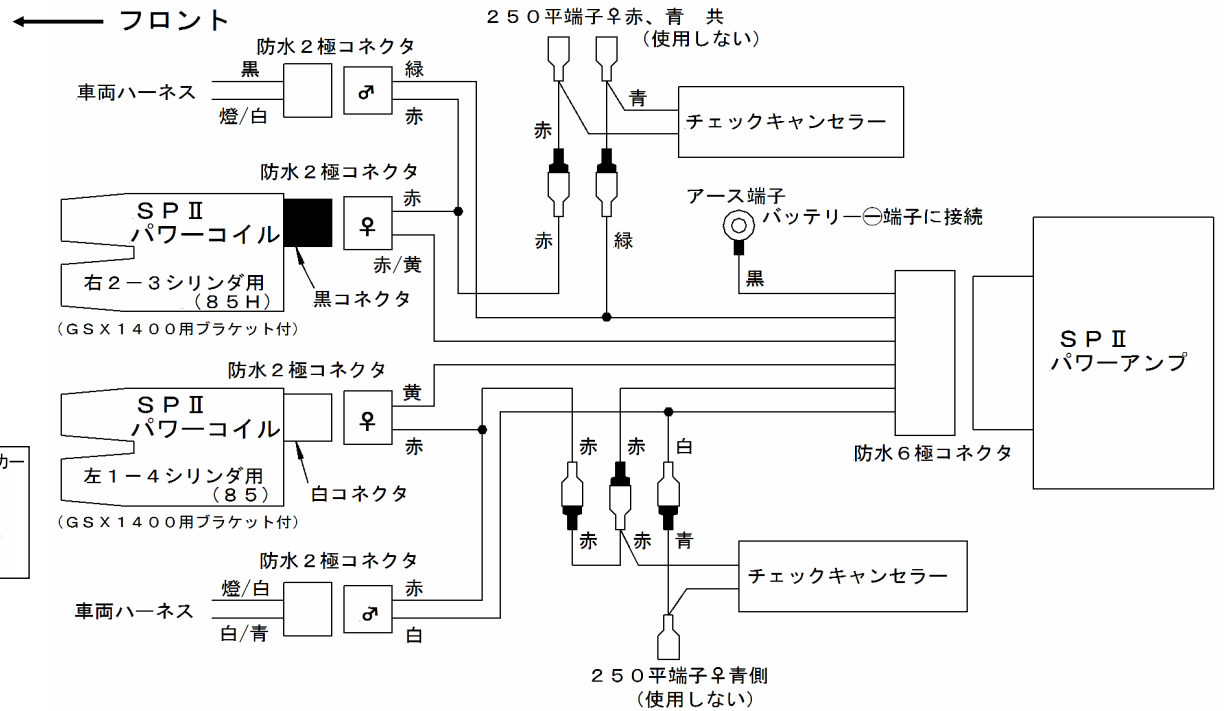 フロント
250平端子♀赤、青 共
(使用しない)
防水2極コネクタ
黒
車両ハーネス
燈/白
♂
緑
赤
青
チェックキャンセラー
赤
防水2極コネクタ
SPⅡ
パワーコイル
右2-3シリンダ用
(85H)
黒コネクタ
(GSX1400用ブラケット付)
♀
赤
赤/黄
赤
緑
アース端子
バッテリー⊖端子に接続
黒
SPⅡ
パワーアンプ
防水6極コネクタ
防水2極コネクタ
SPⅡ
パワーコイル
左1-4シリンダ用
(85)
白コネクタ
(GSX1400用ブラケット付)
♀
黄
赤
赤
赤
白
赤
赤
青
カー
チェックキャンセラー
防水2極コネクタ
燈/白
車両ハーネス
白/青
♂
赤
白
250平端子♀青側
(使用しない)